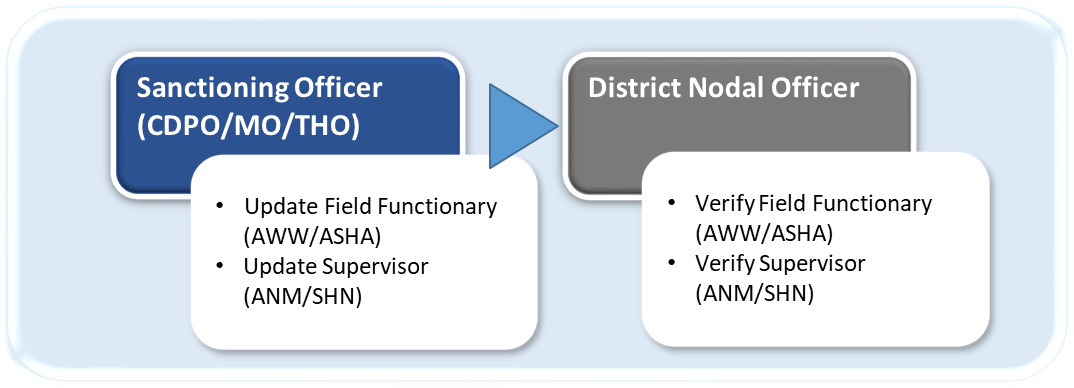 Sanctioning Officer
(CDPO/MO/THO)
• Update Field Functionary
(AWW/ASHA)
• Update Supervisor
(ANM/SHN)
District Nodal Officer
• Verify Field Functionary
(AWW/ASHA)
• Verify Supervisor
(ANM/SHN)